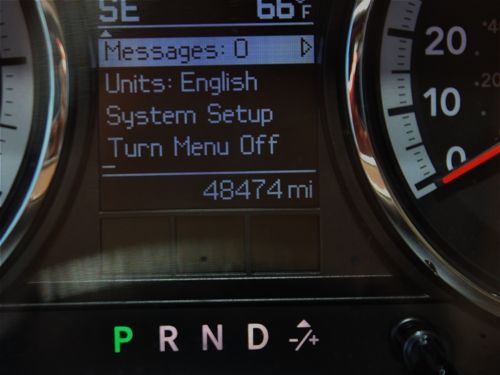 SE 66°F
Messages: 0
Units: English
System Setup
Turn Menu Off
48474 mi
P R N D -/+
20
10
0